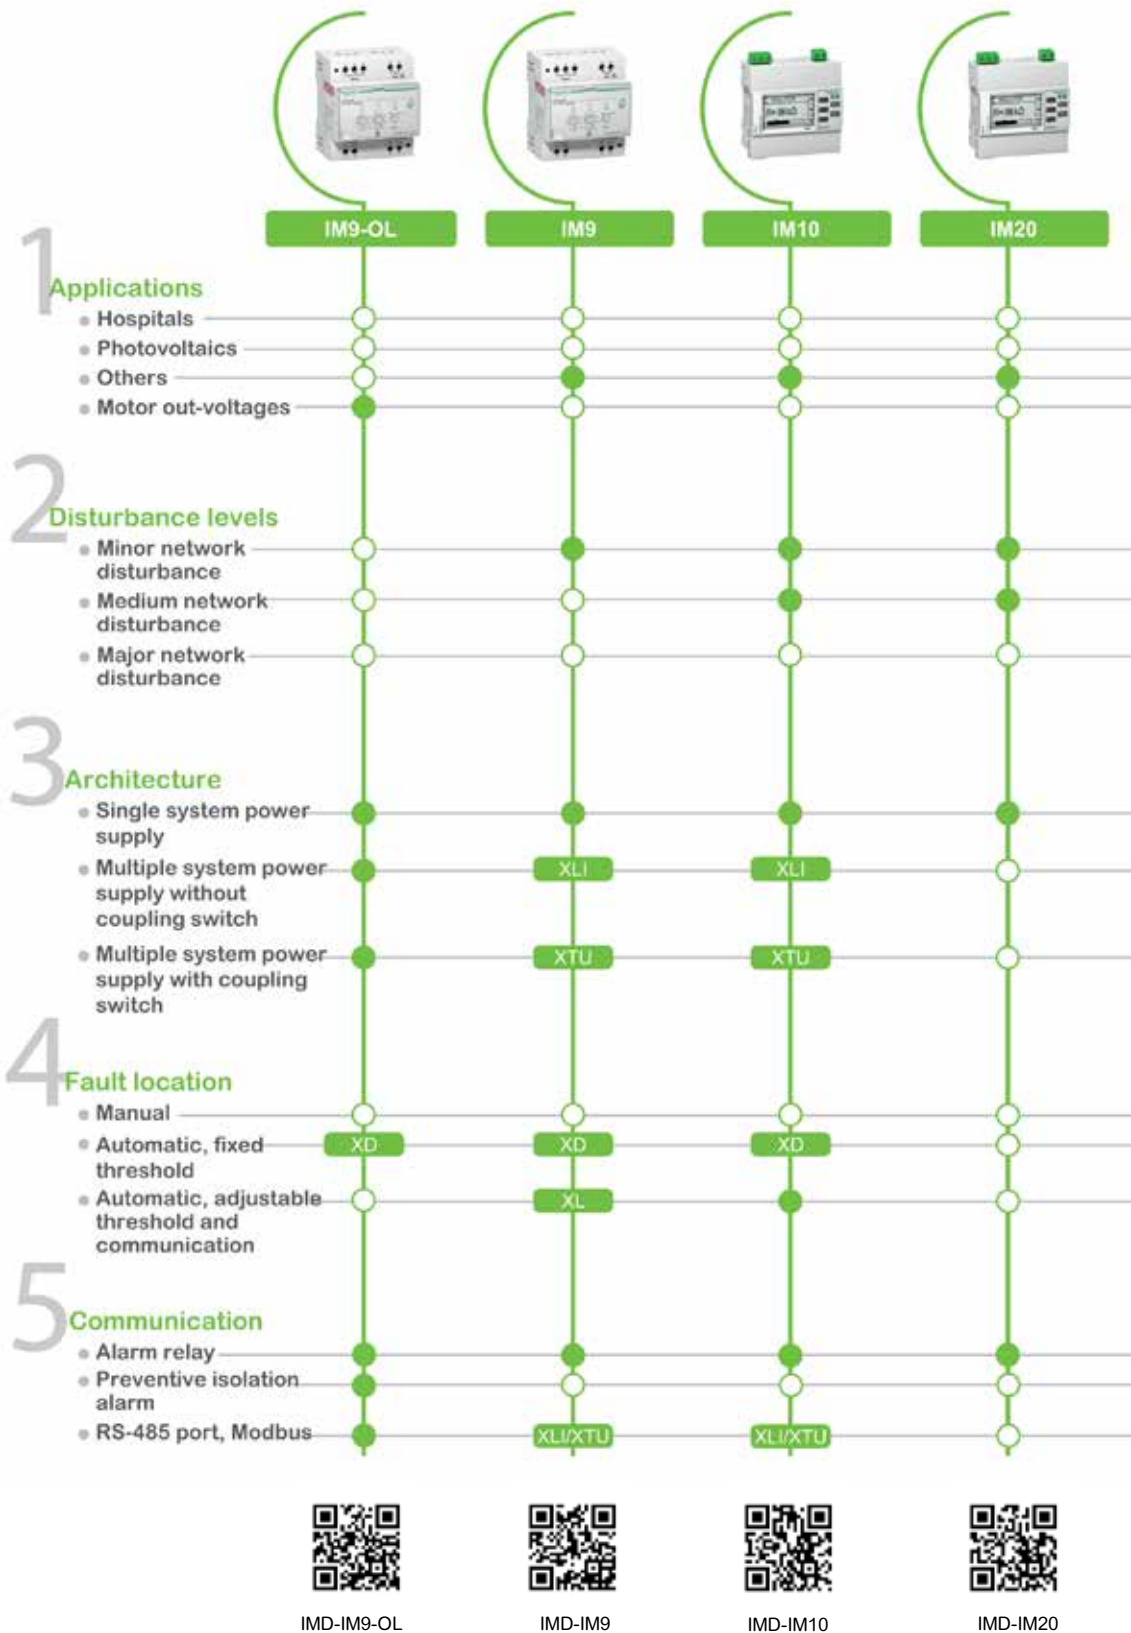 IM9-OL IM9 IM10 IM20
1
Applications
Hospitals
Photovoltaics
Others
Motor out-voltages
2
Disturbance levels
Minor network
disturbance
Medium network
disturbance
Major network
disturbance
3
Architecture
Single system power
supply
Multiple system power XLI XLI
supply without
coupling switch
Multiple system power XTU XTU
supply with coupling
switch
4
Fault location
Manual
Automatic, fixed XD XD XD
threshold
Automatic, adjustable XL
threshold and
communication
5
Communication
Alarm relay
Preventive isolation
alarm
RS-485 port, Modbus XLI/XTU XLI/XTU
IMD-IM9-OL IMD-IM9 IMD-IM10 IMD-IM20